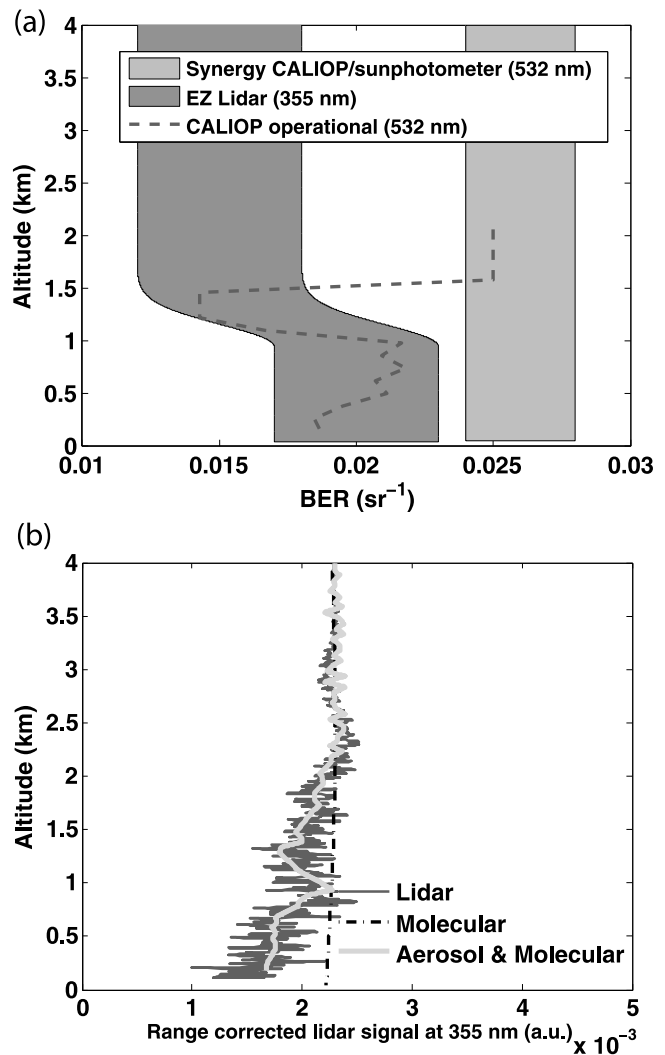 (a)
4
3.5
3
2.5
2
1.5
1
0.5
0
Altitude (km)
Synergy CALIOP/sunphotometer (532 nm)
EZ Lidar (355 nm)
CALIOP operational (532 nm)
0.01 0.015 0.02 0.025 0.03
BER (sr⁻¹)
(b)
4
3.5
3
2.5
2
1.5
1
0.5
0
Altitude (km)
Lidar
Molecular
Aerosol & Molecular
0 1 2 3 4 5
Range corrected lidar signal at 355 nm (a.u.) x 10⁻³